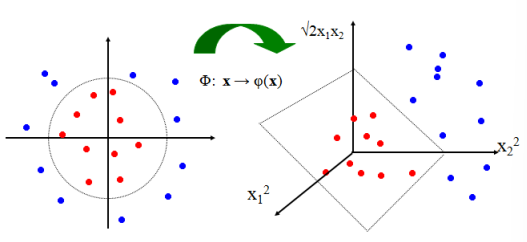 √2x₁x₂
Φ: x → φ(x)
x₂²
x₁²